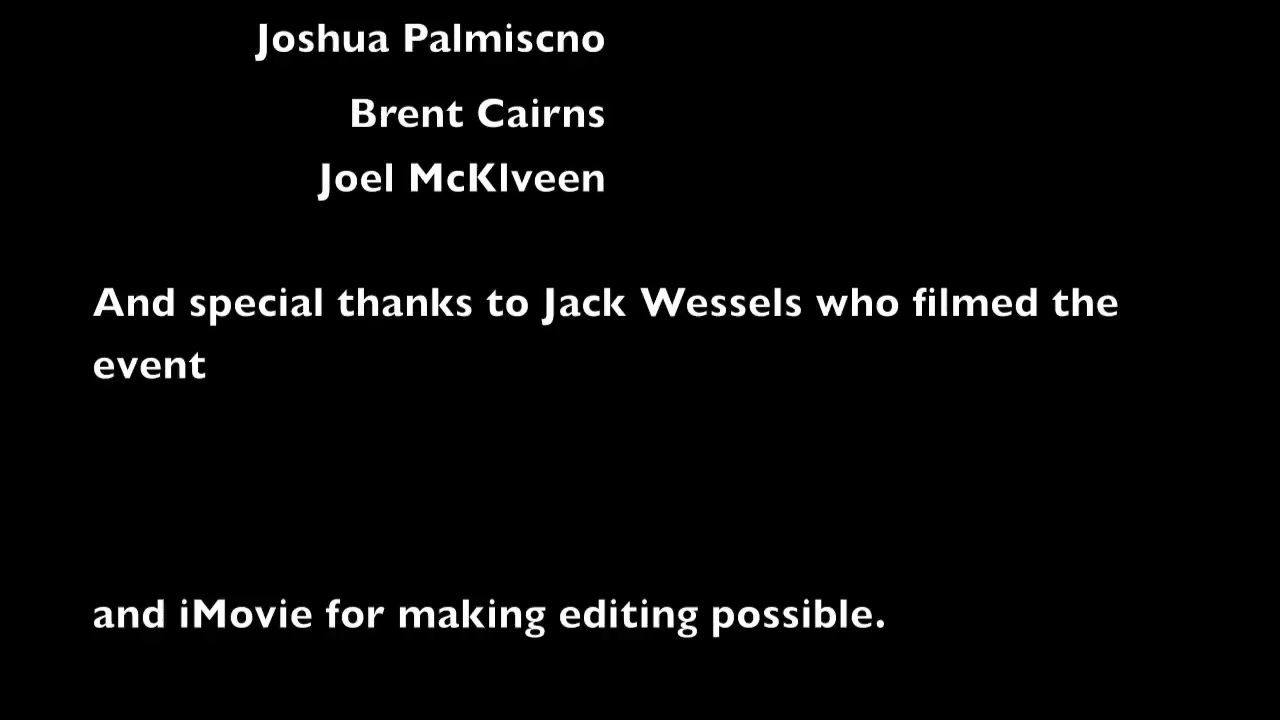 Joshua Palmiscno
Brent Cairns
Joel McKlveen
And special thanks to Jack Wessels who filmed the
event
and iMovie for making editing possible.